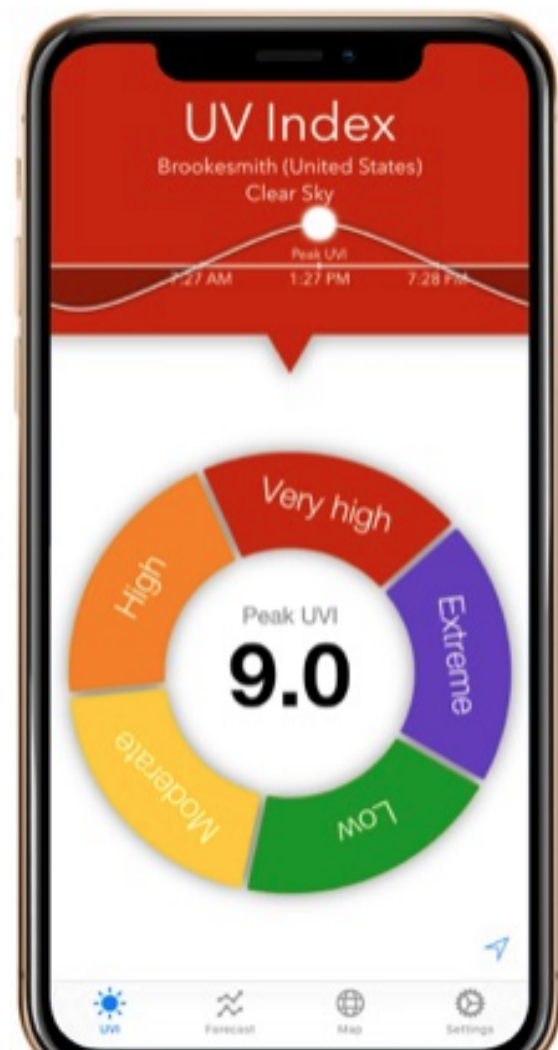 UV Index
Brookesmith (United States)
Clear Sky
Peak UVI
7:27 AM 1:27 PM 7:28 PM
Very high
High
Extreme
Peak UVI
9.0
Moderate
Low
UVI Forecast Map Settings